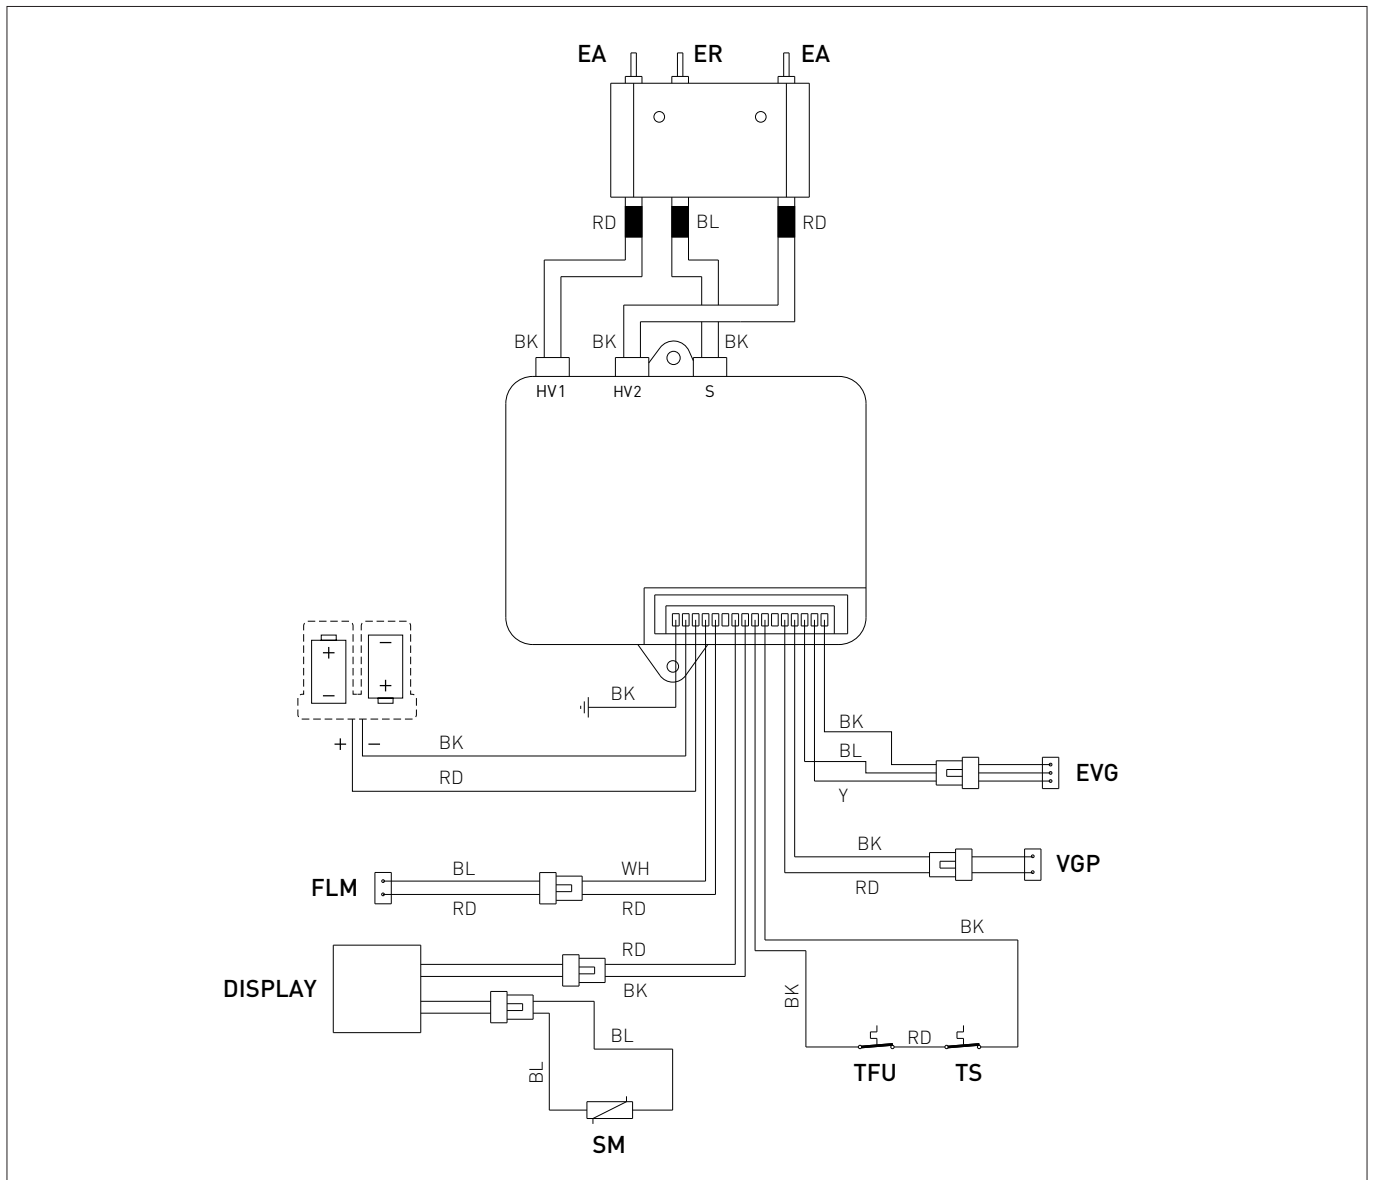 EA ER EA
RD BL RD
BK BK BK
HV1 HV2 S
+ −
− +
BK
+ −
BK
RD
BK
BL
Y
EVG
BK
RD
VGP
FLM
BL WH
RD RD
BK
RD
BK
DISPLAY
BK
BL
BL
RD
TFU TS
SM